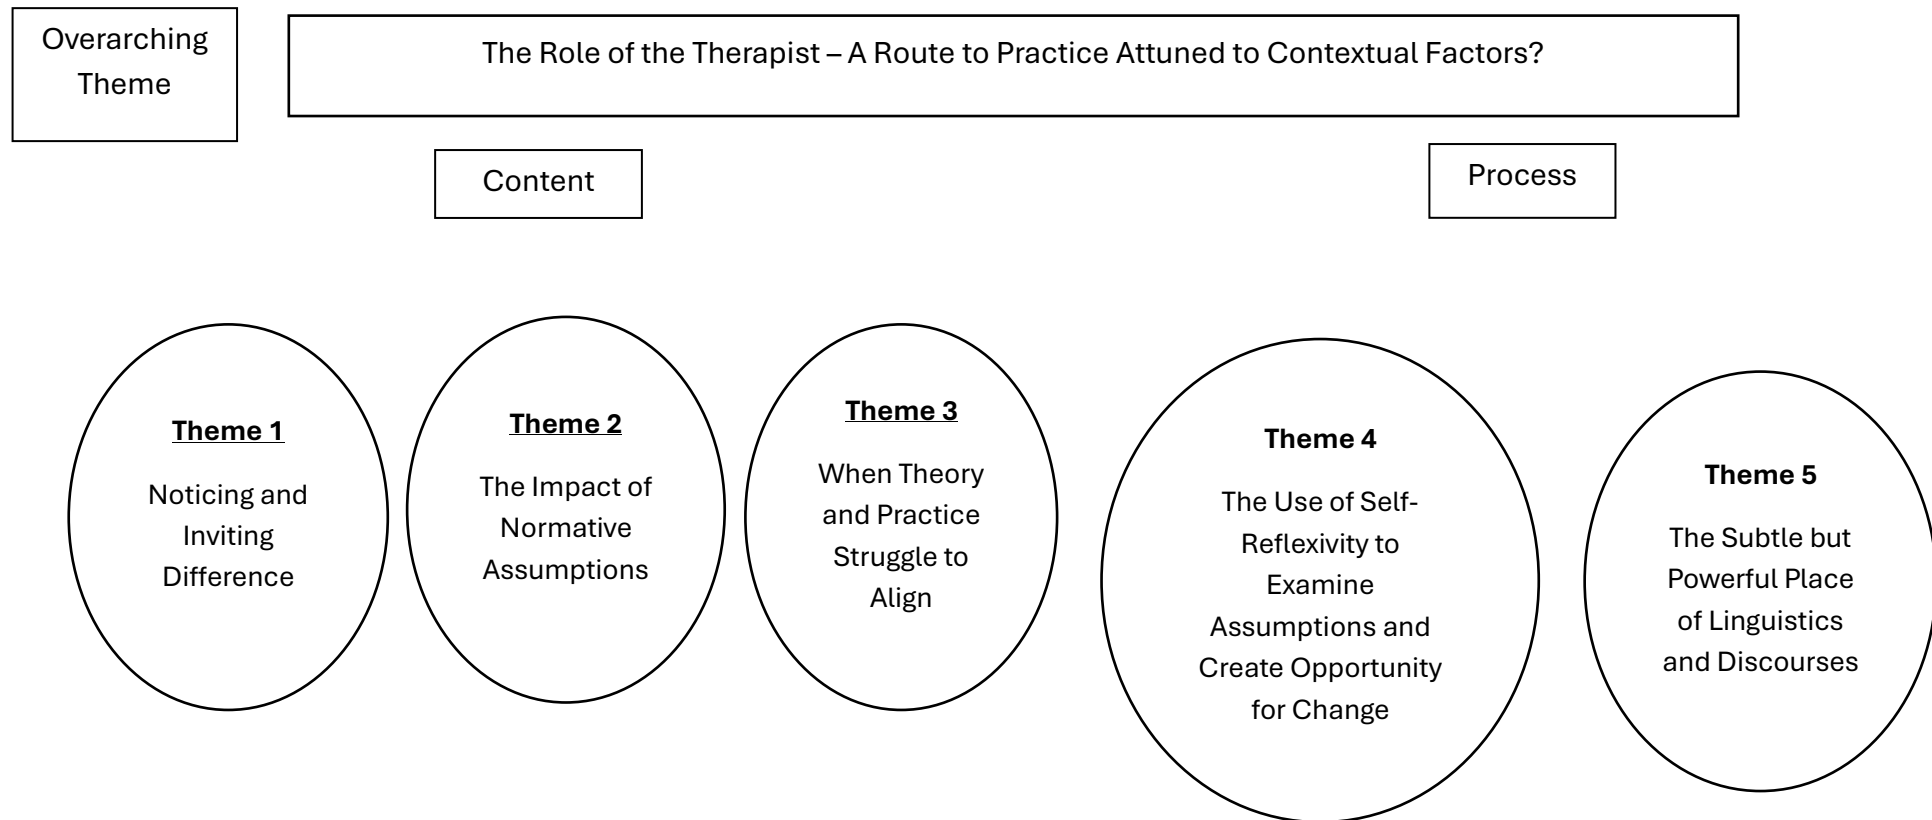 Overarching
Theme
The Role of the Therapist – A Route to Practice Attuned to Contextual Factors?
Content
Process
Theme 1
Noticing and
Inviting
Difference
Theme 2
The Impact of
Normative
Assumptions
Theme 3
When Theory
and Practice
Struggle to
Align
Theme 4
The Use of Self-
Reflexivity to
Examine
Assumptions and
Create Opportunity
for Change
Theme 5
The Subtle but
Powerful Place
of Linguistics
and Discourses